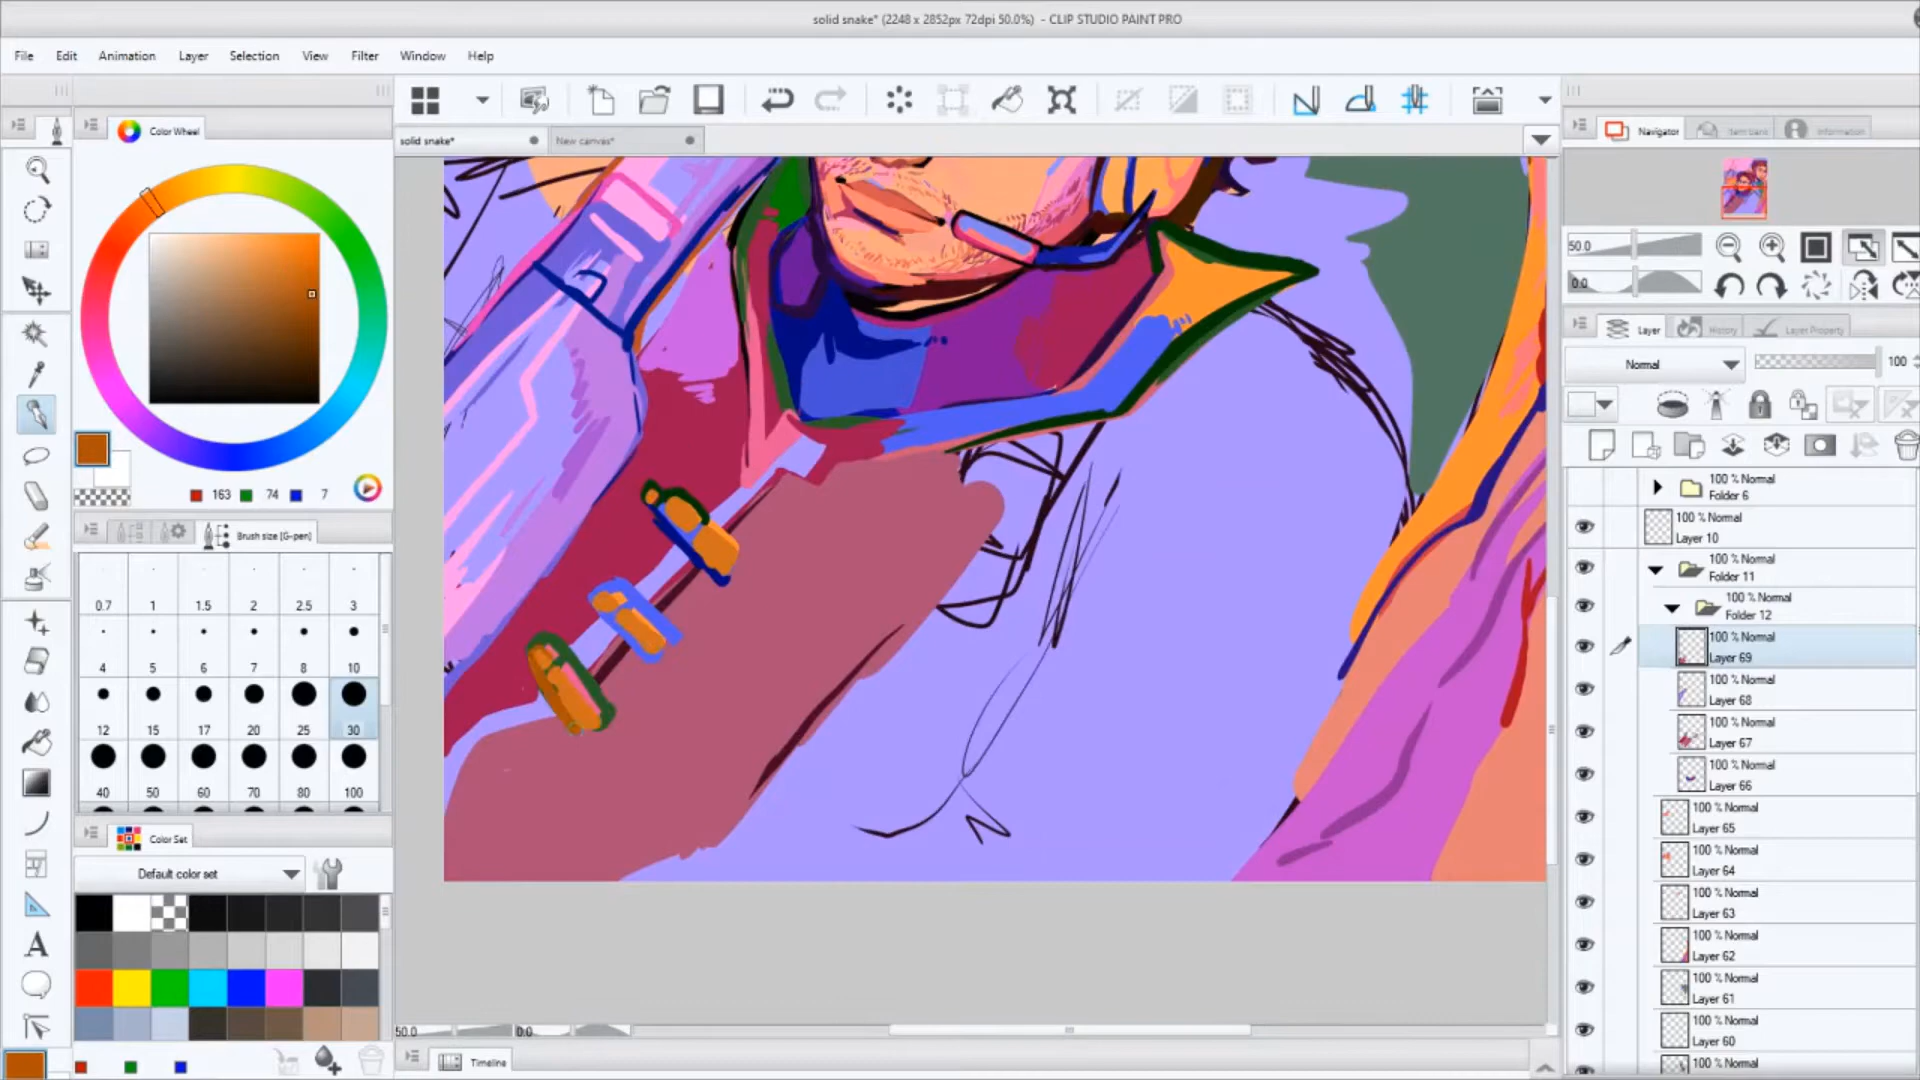 solid snake* (2248 x 2852px 72dpi 50.0%) - CLIP STUDIO PAINT PRO
File Edit Animation Layer Selection View Filter Window Help
Color Wheel
solid snake* New canvas*
Navigator Item bank Information
50.0
0.0
163 74 7
Layer History Layer Property
Normal 100
Brush size [G-pen]
0.7 1 1.5 2 2.5 3
4 5 6 7 8 10
12 15 17 20 25 30
40 50 60 70 80 100
Color Set
Default color set
100 % Normal
Folder 6
100 % Normal
Layer 10
100 % Normal
Folder 11
100 % Normal
Folder 12
100 % Normal
Layer 69
100 % Normal
Layer 68
100 % Normal
Layer 67
100 % Normal
Layer 66
100 % Normal
Layer 65
100 % Normal
Layer 64
100 % Normal
Layer 63
100 % Normal
Layer 62
100 % Normal
Layer 61
100 % Normal
Layer 60
100 % Normal
50.0 0.0
Timeline